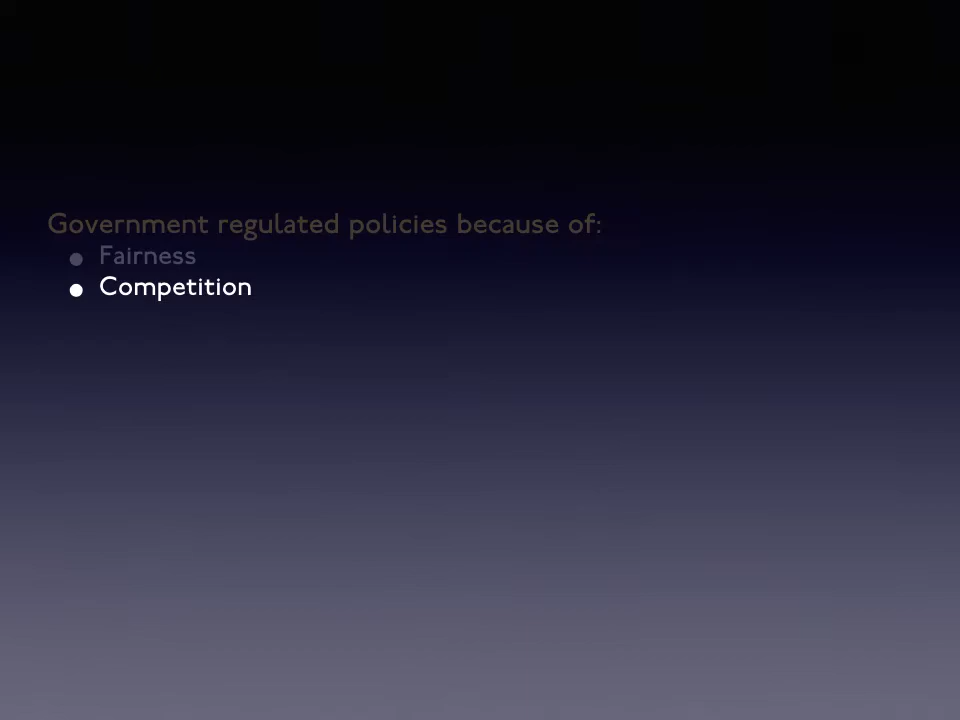 Government regulated policies because of:
• Fairness
• Competition